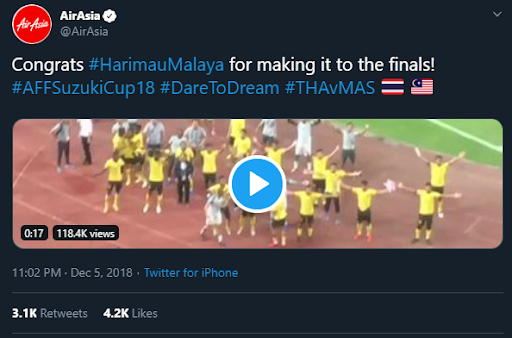 AirAsia
AirAsia
@AirAsia
Congrats #HarimauMalaya for making it to the finals!
#AFFSuzukiCup18 #DareToDream #THAvMAS 🇹🇭 🇲🇾
0:17 118.4K views
11:02 PM · Dec 5, 2018 · Twitter for iPhone
3.1K Retweets 4.2K Likes